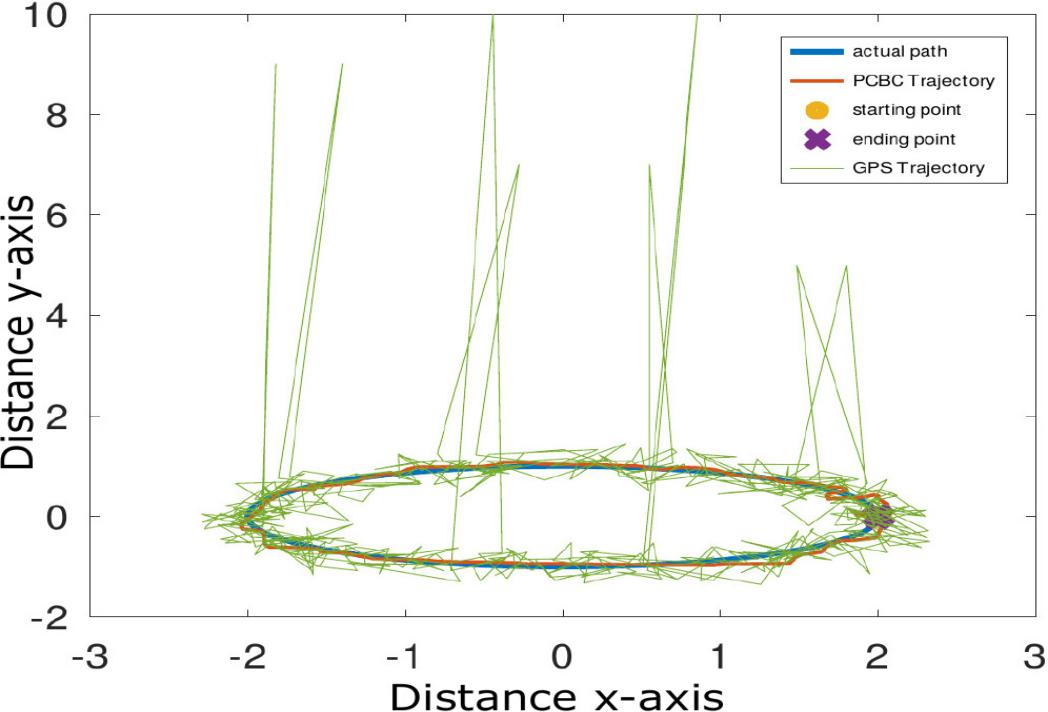 10
8
6
4
2
0
-2
Distance y-axis
actual path
PCBC Trajectory
starting point
ending point
GPS Trajectory
-3 -2 -1 0 1 2 3
Distance x-axis